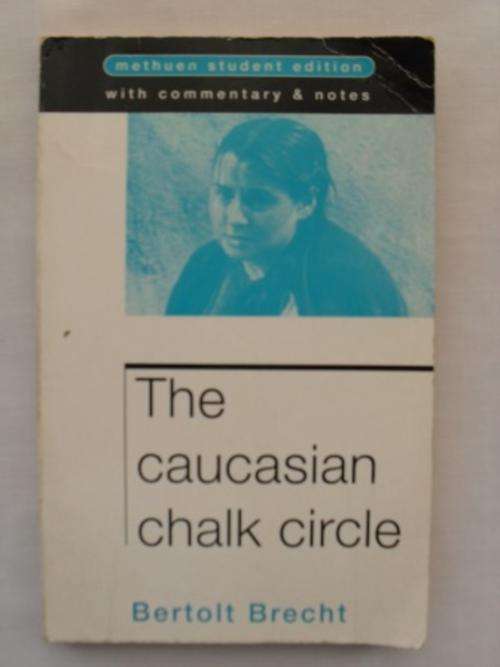 methuen student edition
with commentary & notes
The
caucasian
chalk circle
Bertolt Brecht